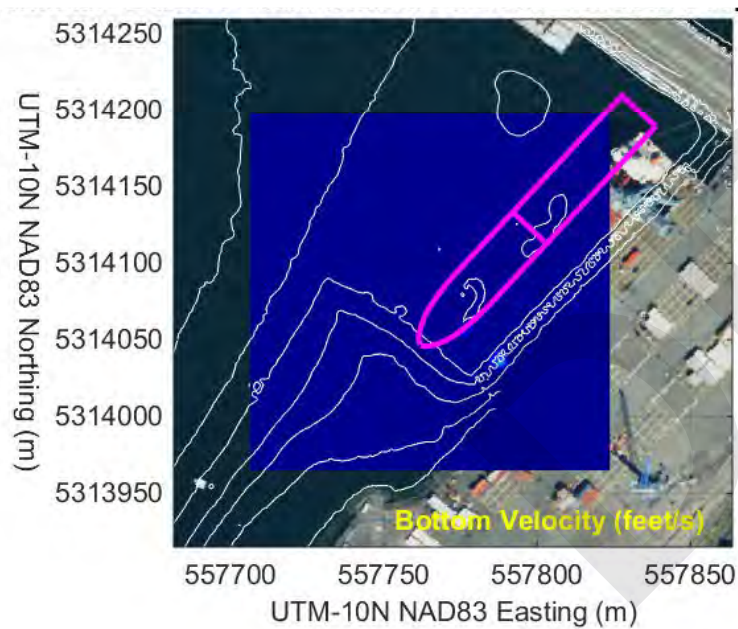 5314250
5314200
5314150
5314100
5314050
5314000
5313950
UTM-10N NAD83 Northing (m)
Bottom Velocity (feet/s)
557700 557750 557800 557850
UTM-10N NAD83 Easting (m)